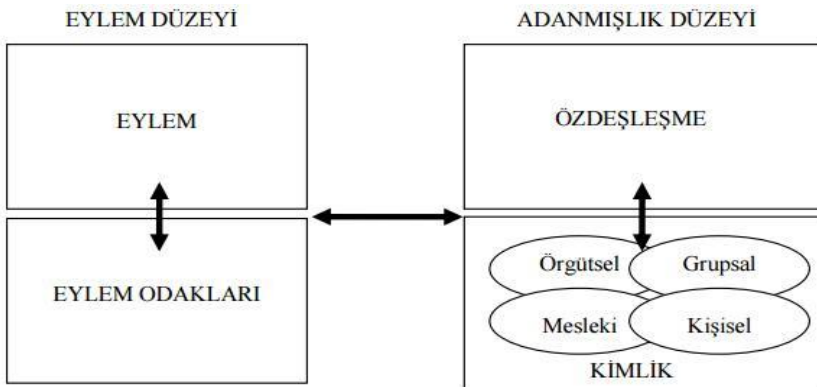 EYLEM DÜZEYİ
ADANMIŞLIK DÜZEYİ
EYLEM
ÖZDEŞLEŞME
EYLEM ODAKLARI
Örgütsel
Grupsal
Mesleki
Kişisel
KİMLİK